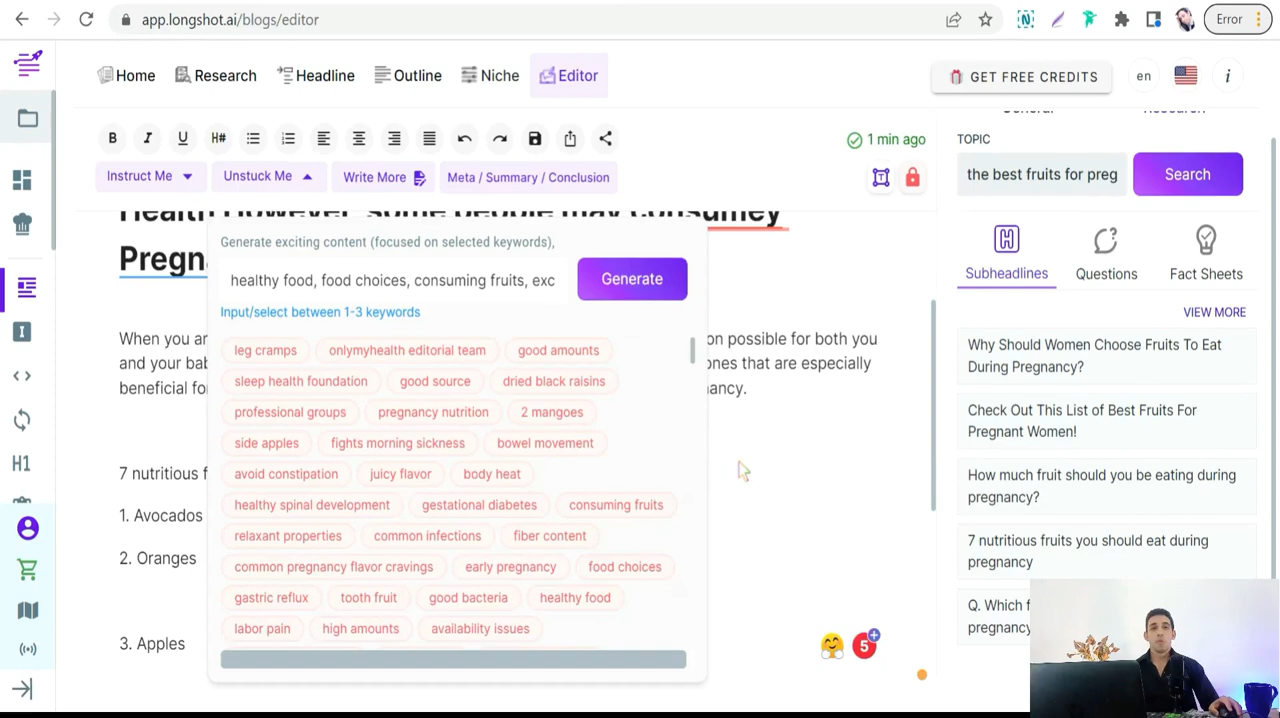 app.longshot.ai/blogs/editor
Error
Home
Research
Headline
Outline
Niche
Editor
GET FREE CREDITS
en
i
B I U H#
1 min ago
Instruct Me
Unstuck Me
Write More
Meta / Summary / Conclusion
Health However some people may consumey
Pregn
Generate exciting content (focused on selected keywords),
healthy food, food choices, consuming fruits, exc
Generate
Input/select between 1-3 keywords
leg cramps
onlymyhealth editorial team
good amounts
sleep health foundation
good source
dried black raisins
professional groups
pregnancy nutrition
2 mangoes
side apples
fights morning sickness
bowel movement
avoid constipation
juicy flavor
body heat
healthy spinal development
gestational diabetes
consuming fruits
relaxant properties
common infections
fiber content
common pregnancy flavor cravings
early pregnancy
food choices
gastric reflux
tooth fruit
good bacteria
healthy food
labor pain
high amounts
availability issues
When you ar
on possible for both you
and your bab
ones that are especially
beneficial fo
nancy.
7 nutritious f
1. Avocados
2. Oranges
3. Apples
H1
5
TOPIC
the best fruits for preg
Search
Subheadlines
Questions
Fact Sheets
VIEW MORE
Why Should Women Choose Fruits To Eat
During Pregnancy?
Check Out This List of Best Fruits For
Pregnant Women!
How much fruit should you be eating during
pregnancy?
7 nutritious fruits you should eat during
pregnancy
Q. Which f
pregnancy